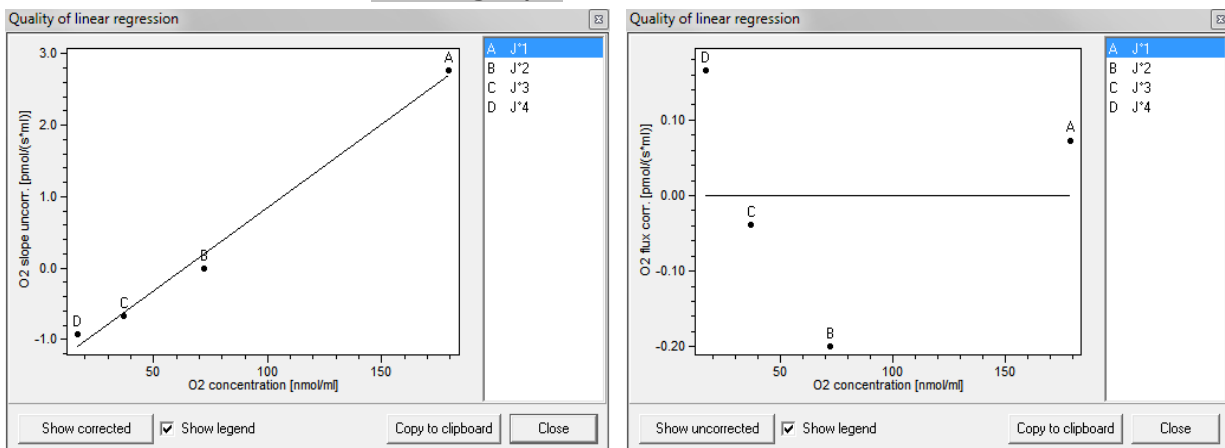 Quality of linear regression
3.0
2.0
1.0
0.0
-1.0
O2 slope uncorr. [pmol/(s*ml)]
A
B
C
D
50
100
150
O2 concentration [nmol/ml]
A J°1
B J°2
C J°3
D J°4
Show corrected
Show legend
Copy to clipboard
Close
Quality of linear regression
0.10
0.00
-0.10
-0.20
O2 flux corr. [pmol/(s*ml)]
D
A
C
B
50
100
150
O2 concentration [nmol/ml]
A J°1
B J°2
C J°3
D J°4
Show uncorrected
Show legend
Copy to clipboard
Close